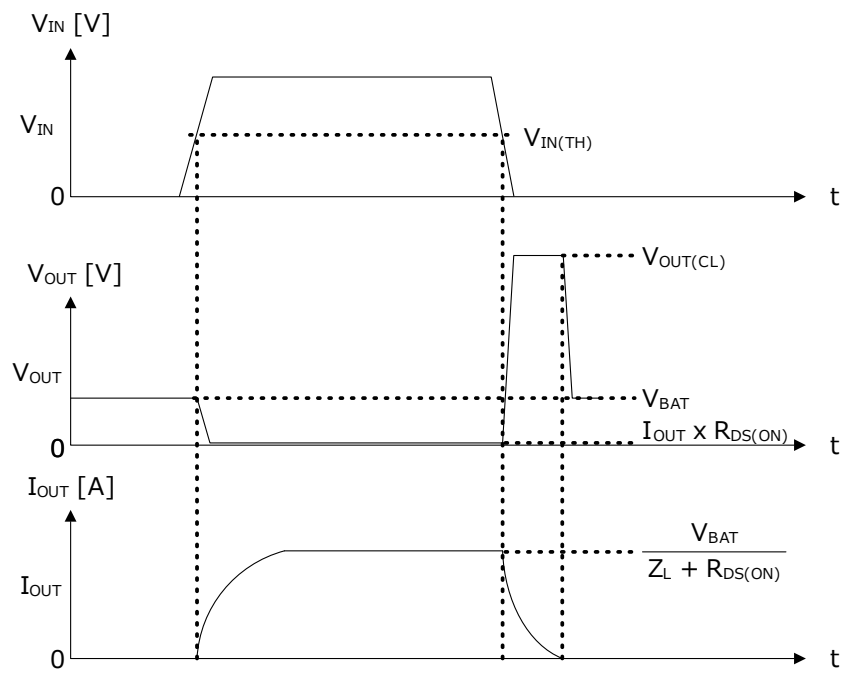 VIN [V]
VIN
VIN(TH)
0
t
VOUT [V]
VOUT(CL)
VOUT
VBAT
IOUT x RDS(ON)
0
t
IOUT [A]
VBAT
ZL + RDS(ON)
IOUT
0
t